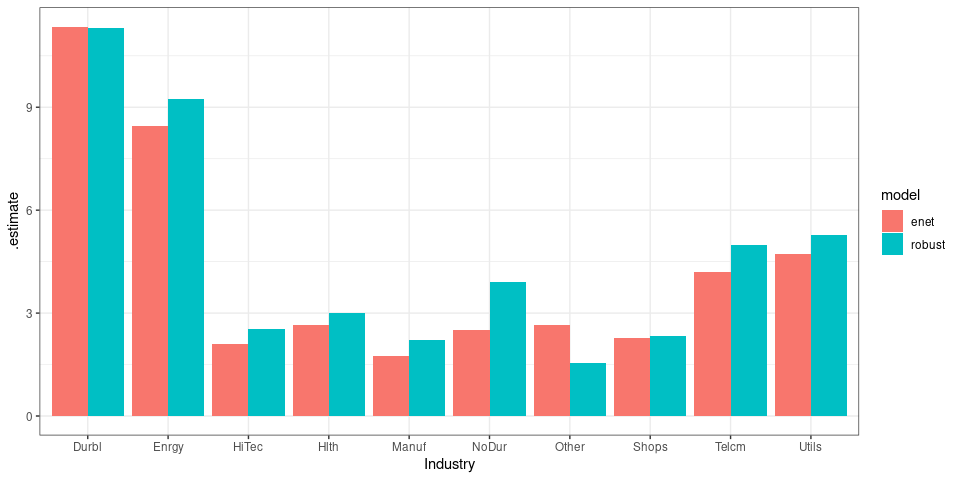 9
6
3
0
.estimate
Durbl Enrgy HiTec Hlth Manuf NoDur Other Shops Telcm Utils
Industry
model
enet
robust